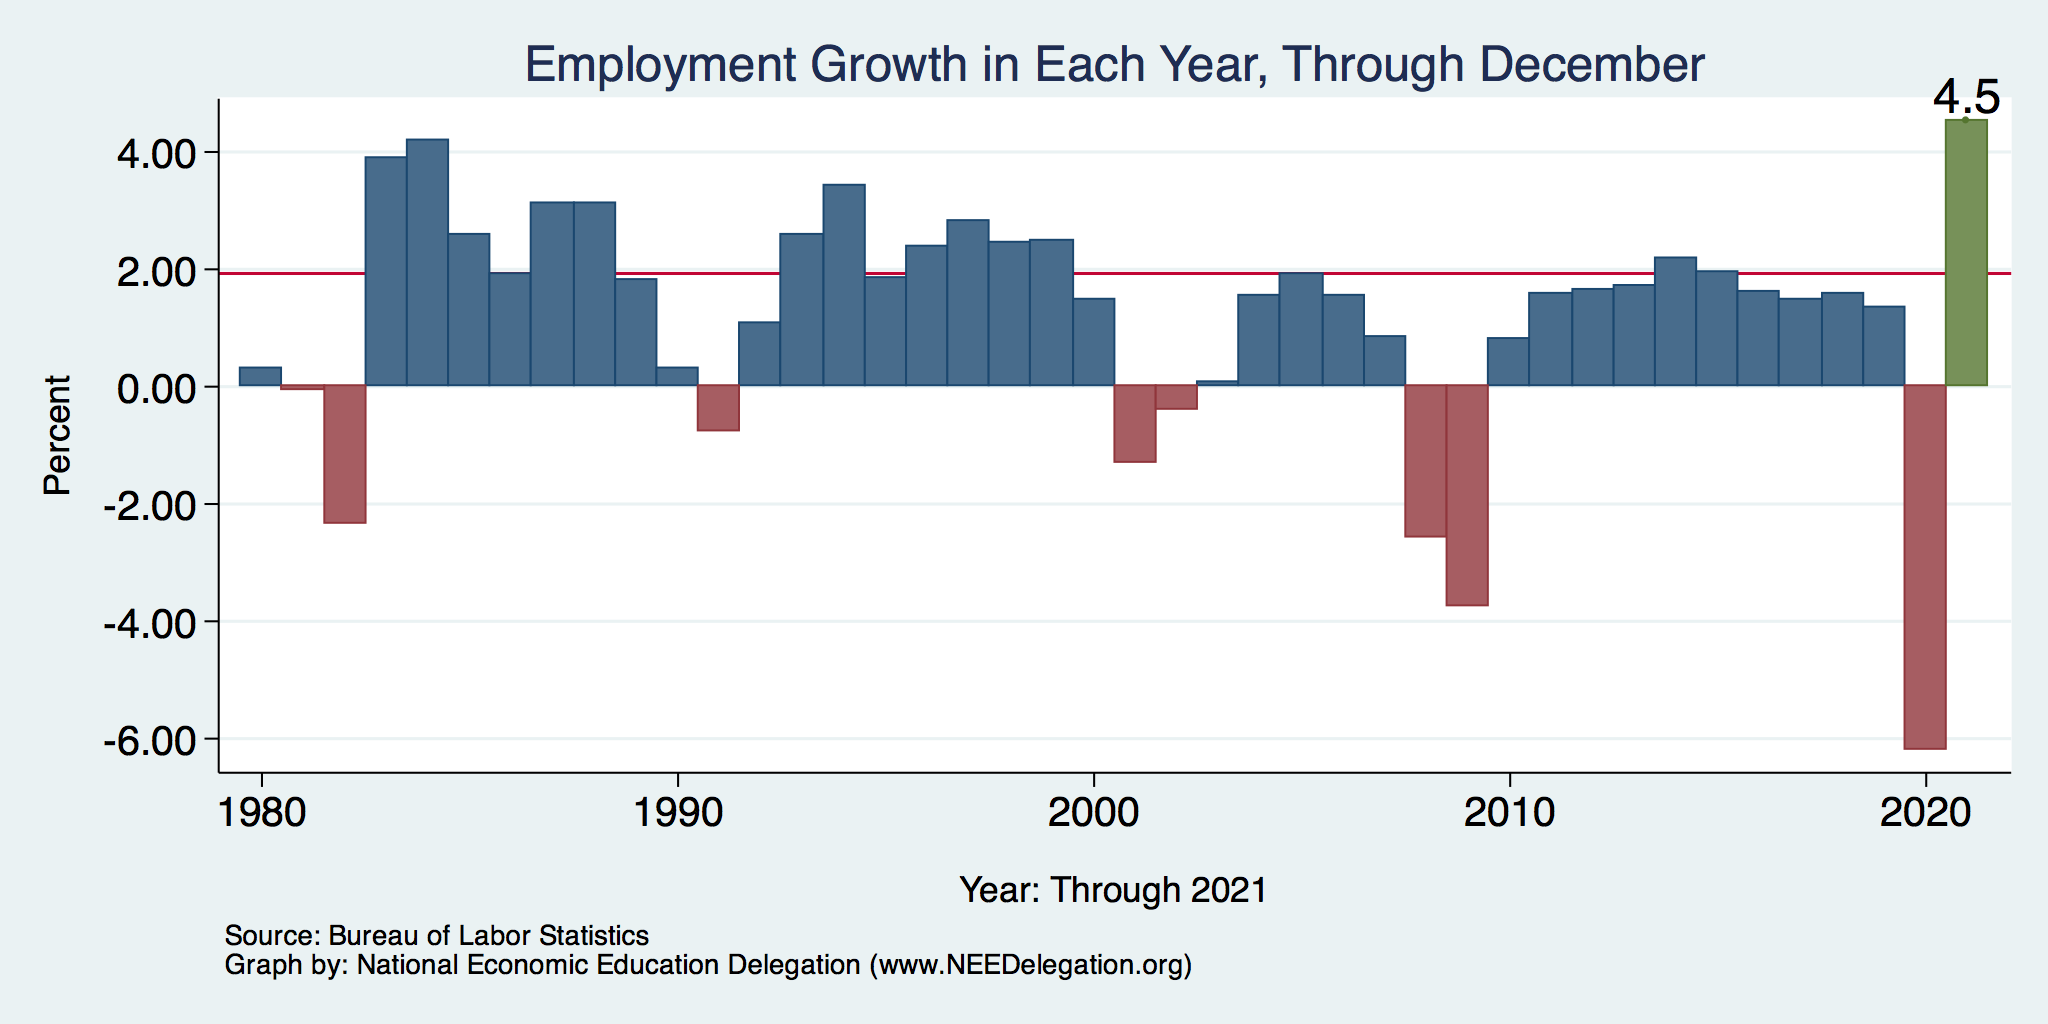 Employment Growth in Each Year, Through December
4.5
4.00
2.00
0.00
-2.00
-4.00
-6.00
Percent
1980
1990
2000
2010
2020
Year: Through 2021
Source: Bureau of Labor Statistics
Graph by: National Economic Education Delegation (www.NEEDelegation.org)